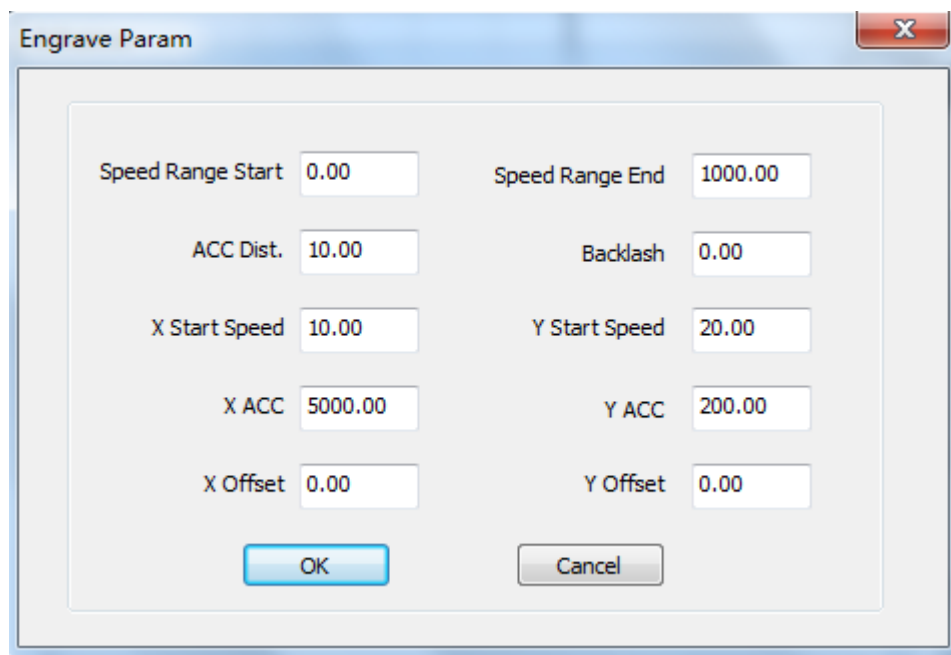 Engrave Param
Speed Range Start 0.00 Speed Range End 1000.00
ACC Dist. 10.00 Backlash 0.00
X Start Speed 10.00 Y Start Speed 20.00
X ACC 5000.00 Y ACC 200.00
X Offset 0.00 Y Offset 0.00
OK Cancel